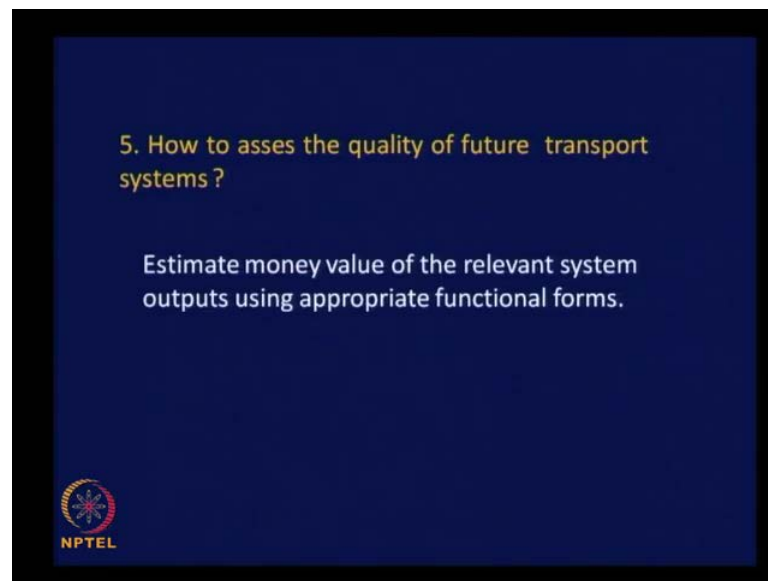 5. How to asses the quality of future transport
systems ?
Estimate money value of the relevant system
outputs using appropriate functional forms.
NPTEL